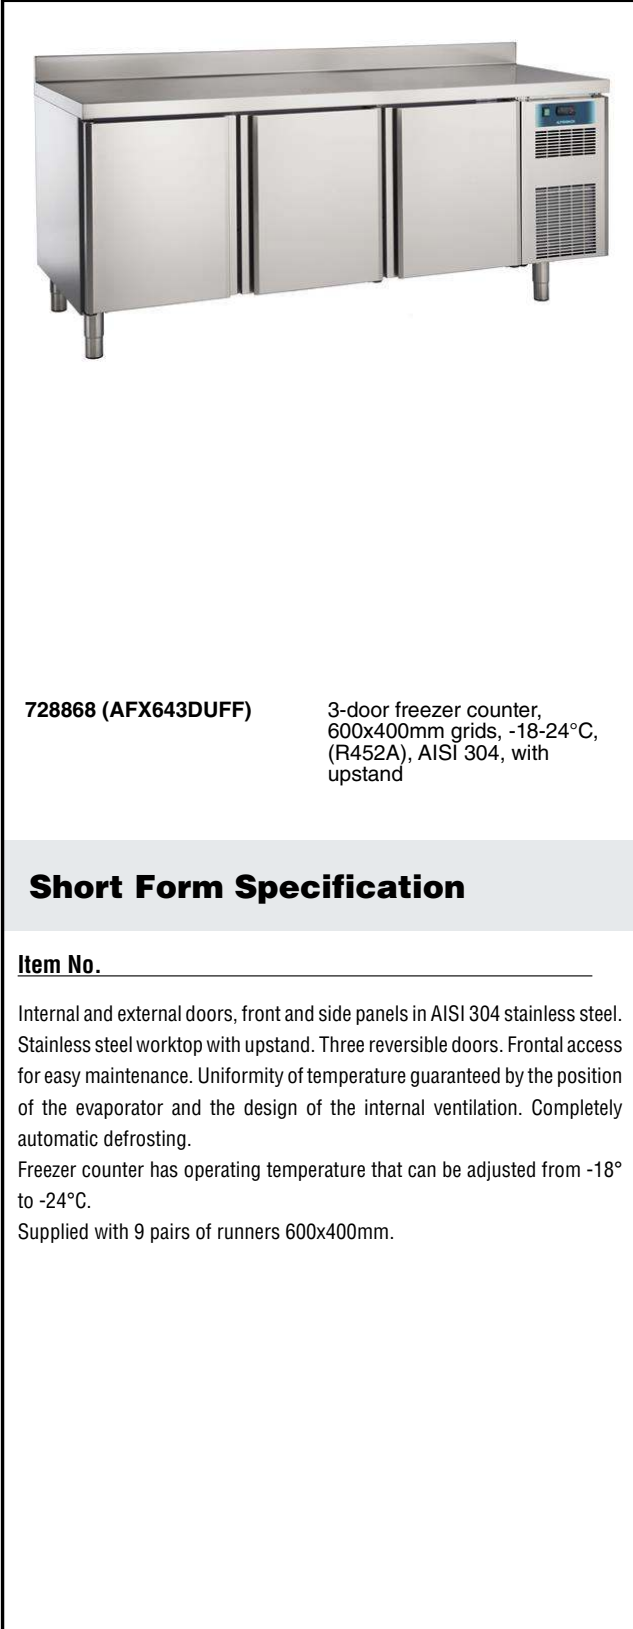 728868 (AFX643DUFF)
3-door freezer counter,
600x400mm grids, -18-24°C,
(R452A), AISI 304, with
upstand
Short Form Specification
Item No.
Internal and external doors, front and side panels in AISI 304 stainless steel.
Stainless steel worktop with upstand. Three reversible doors. Frontal access
for easy maintenance. Uniformity of temperature guaranteed by the position
of the evaporator and the design of the internal ventilation. Completely
automatic defrosting.
Freezer counter has operating temperature that can be adjusted from -18°
to -24°C.
Supplied with 9 pairs of runners 600x400mm.